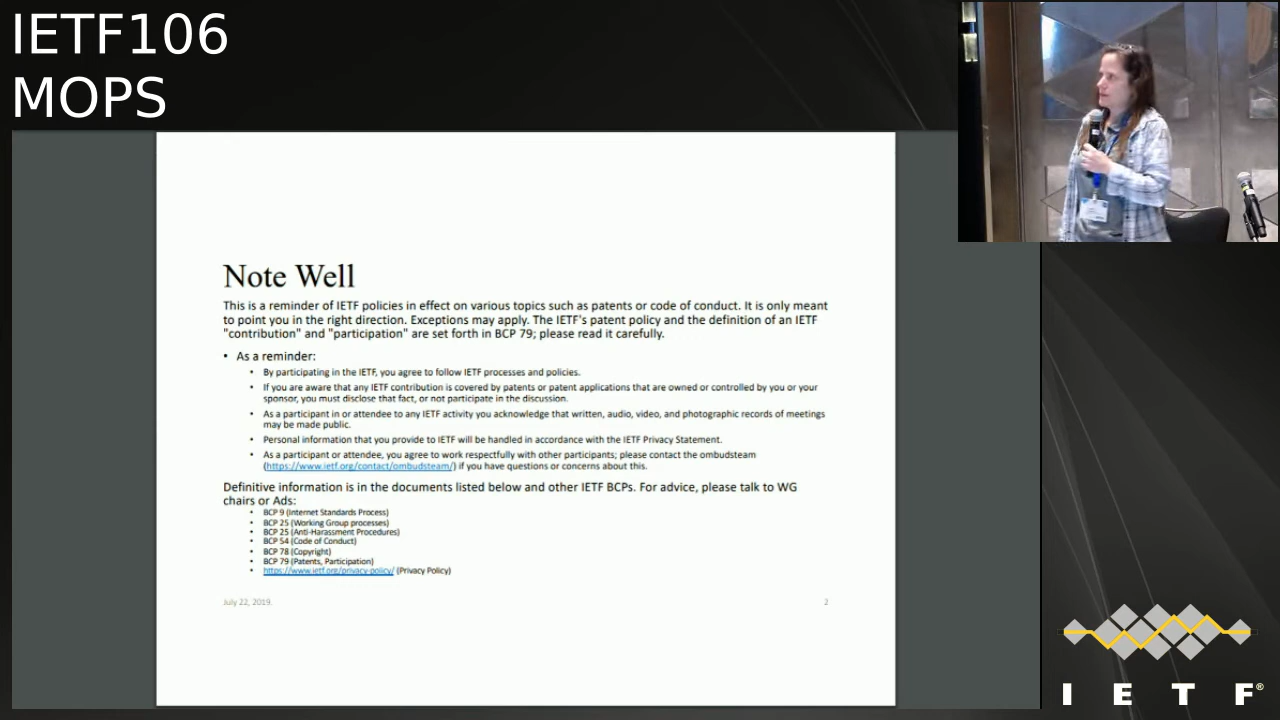 IETF106
MOPS
Note Well
This is a reminder of IETF policies in effect on various topics such as patents or code of conduct. It is only meant
to point you in the right direction. Exceptions may apply. The IETF's patent policy and the definition of an IETF
"contribution" and "participation" are set forth in BCP 79; please read it carefully.
• As a reminder:
• By participating in the IETF, you agree to follow IETF processes and policies.
• If you are aware that any IETF contribution is covered by patents or patent applications that are owned or controlled by you or your
sponsor, you must disclose that fact, or not participate in the discussion.
• As a participant in or attendee to any IETF activity you acknowledge that written, audio, video, and photographic records of meetings
may be made public.
• Personal information that you provide to IETF will be handled in accordance with the IETF Privacy Statement.
• As a participant or attendee, you agree to work respectfully with other participants; please contact the ombudsteam
(https://www.ietf.org/contact/ombudsteam/) if you have questions or concerns about this.
Definitive information is in the documents listed below and other IETF BCPs. For advice, please talk to WG
chairs or Ads:
• BCP 9 (Internet Standards Process)
• BCP 25 (Working Group processes)
• BCP 25 (Anti-Harassment Procedures)
• BCP 54 (Code of Conduct)
• BCP 78 (Copyright)
• BCP 79 (Patents, Participation)
• https://www.ietf.org/privacy-policy/ (Privacy Policy)
July 22, 2019.
2
I E T F®